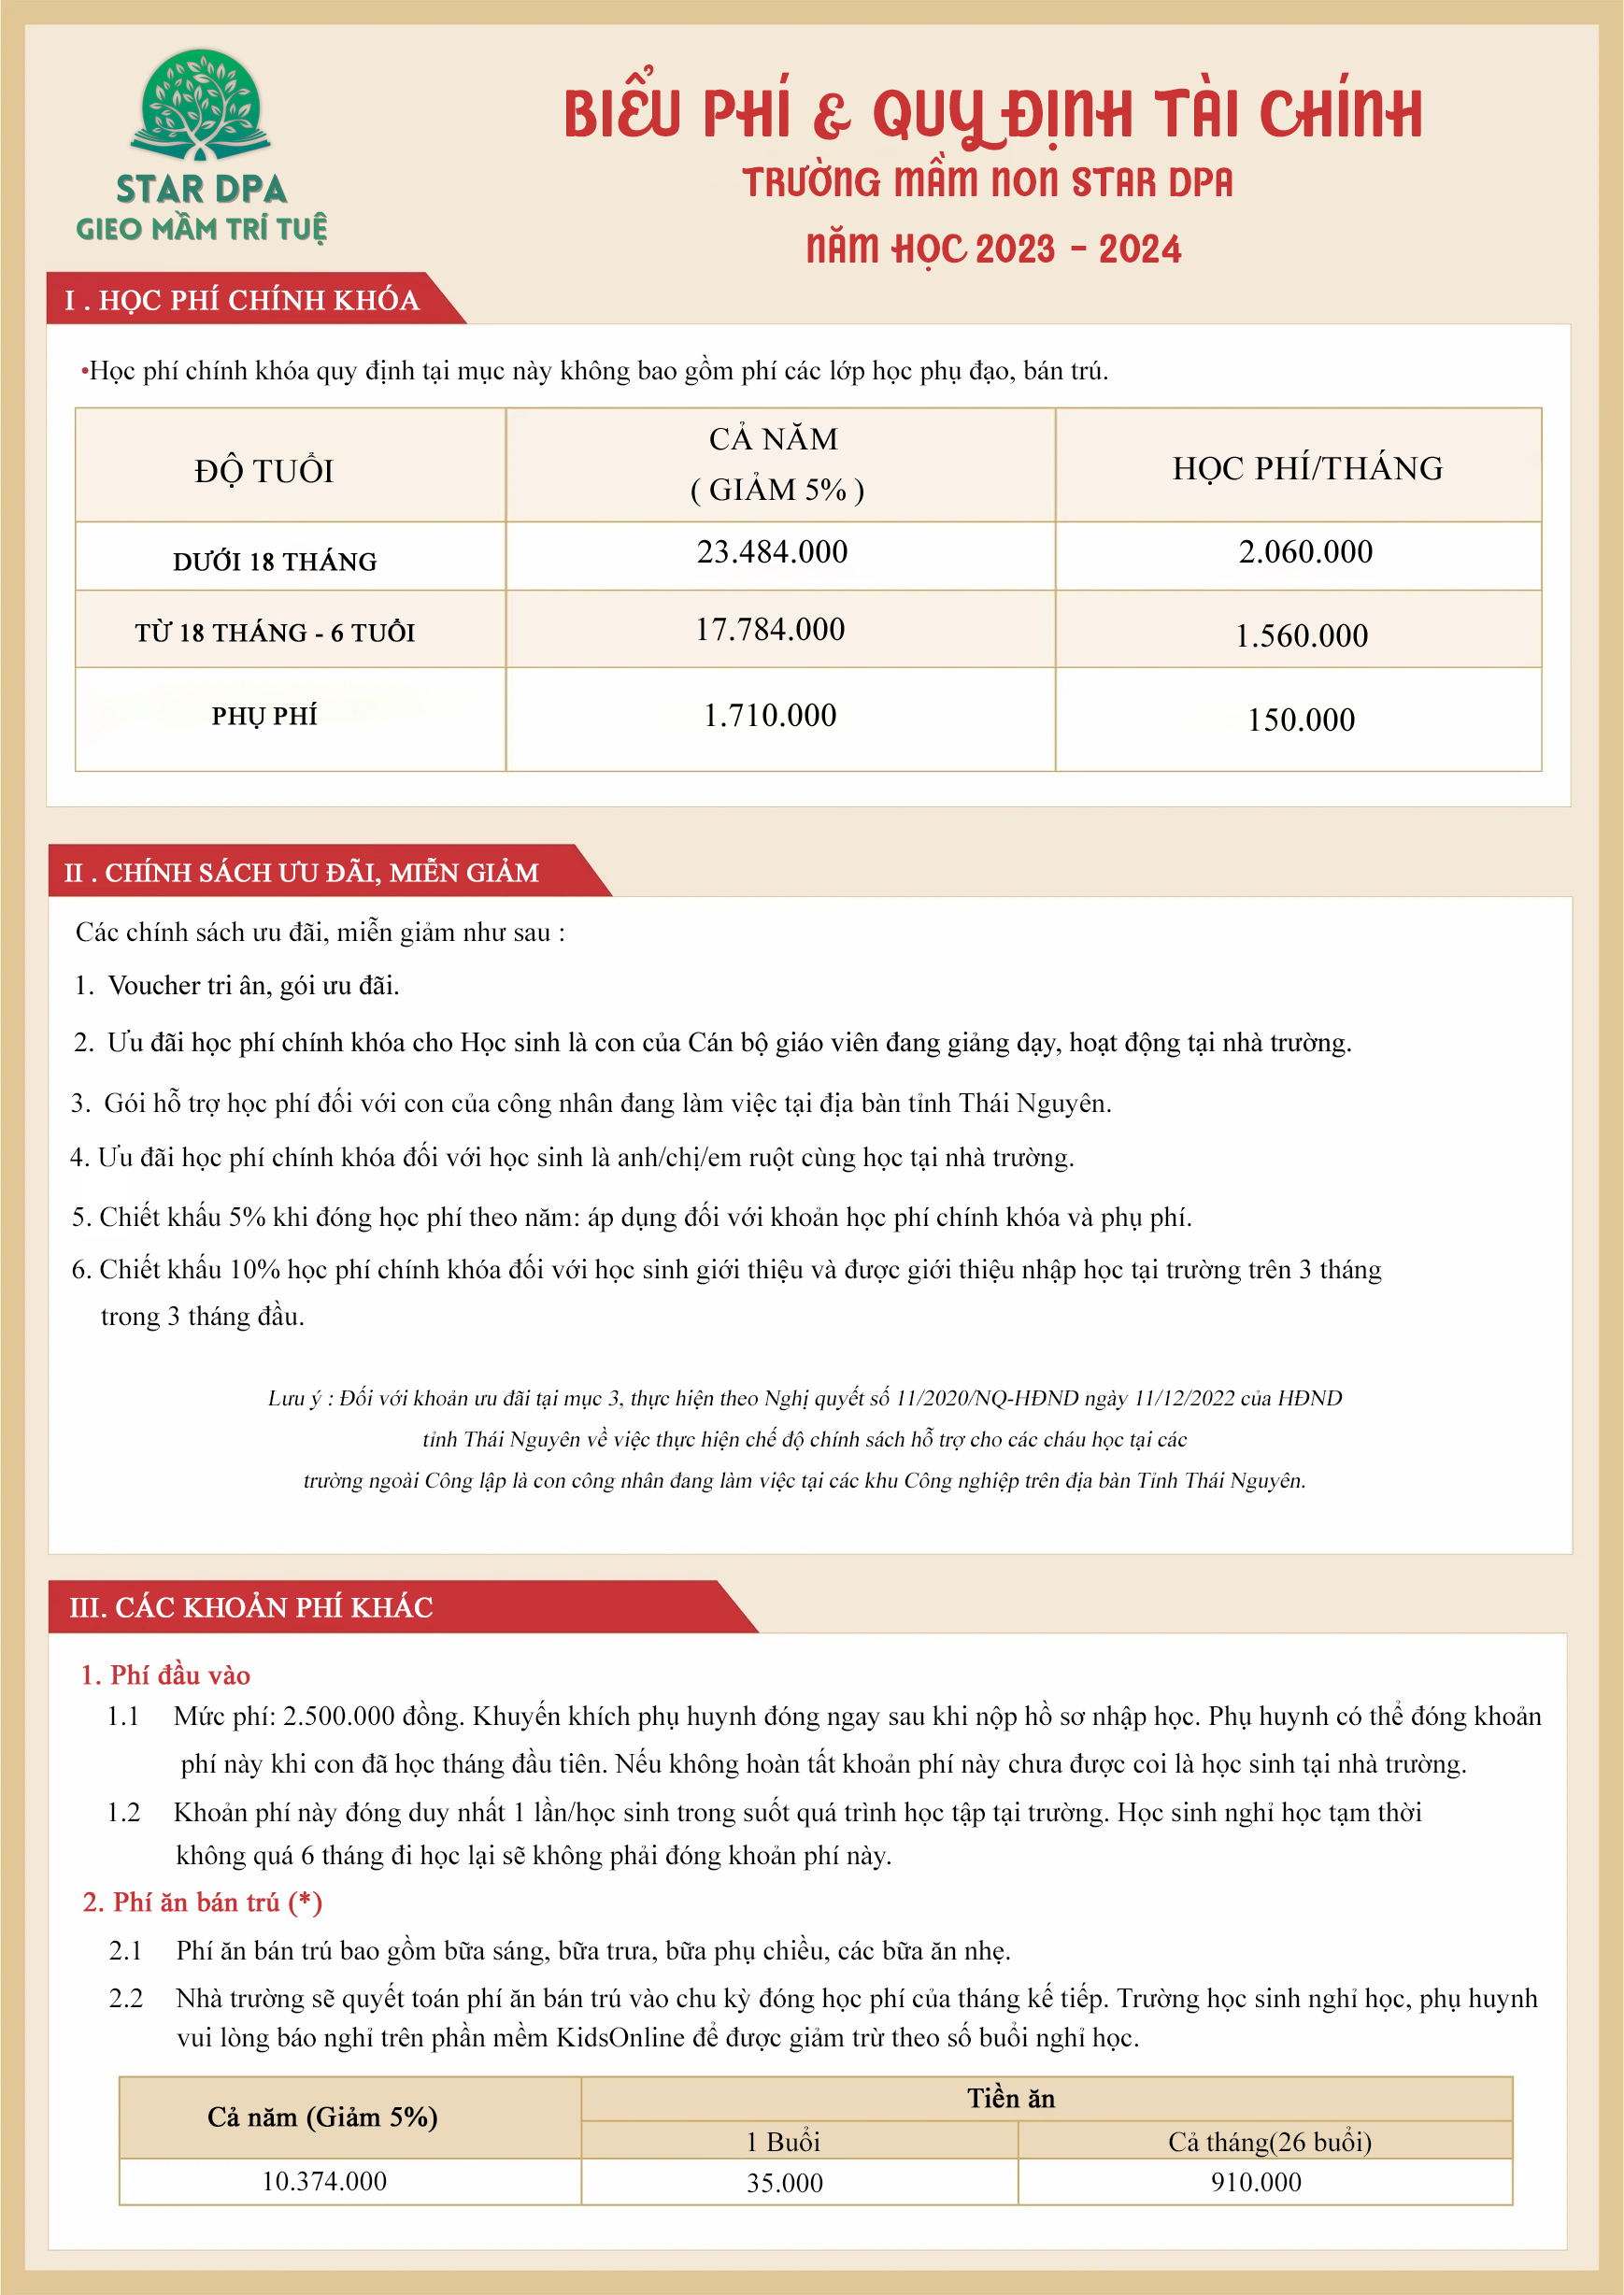 STAR DPA
GIEO MẦM TRÍ TUỆ
BIỂU PHÍ & QUY ĐỊNH TÀI CHÍNH
TRƯỜNG MẦM NON STAR DPA
NĂM HỌC 2023 - 2024
I . HỌC PHÍ CHÍNH KHÓA
•Học phí chính khóa quy định tại mục này không bao gồm phí các lớp học phụ đạo, bán trú.
ĐỘ TUỔI
CẢ NĂM
( GIẢM 5% )
HỌC PHÍ/THÁNG
DƯỚI 18 THÁNG
23.484.000
2.060.000
TỪ 18 THÁNG - 6 TUỔI
17.784.000
1.560.000
PHỤ PHÍ
1.710.000
150.000
II . CHÍNH SÁCH ƯU ĐÃI, MIỄN GIẢM
Các chính sách ưu đãi, miễn giảm như sau :
1. Voucher tri ân, gói ưu đãi.
2. Ưu đãi học phí chính khóa cho Học sinh là con của Cán bộ giáo viên đang giảng dạy, hoạt động tại nhà trường.
3. Gói hỗ trợ học phí đối với con của công nhân đang làm việc tại địa bàn tỉnh Thái Nguyên.
4. Ưu đãi học phí chính khóa đối với học sinh là anh/chị/em ruột cùng học tại nhà trường.
5. Chiết khấu 5% khi đóng học phí theo năm: áp dụng đối với khoản học phí chính khóa và phụ phí.
6. Chiết khấu 10% học phí chính khóa đối với học sinh giới thiệu và được giới thiệu nhập học tại trường trên 3 tháng
trong 3 tháng đầu.
Lưu ý : Đối với khoản ưu đãi tại mục 3, thực hiện theo Nghị quyết số 11/2020/NQ-HĐND ngày 11/12/2022 của HĐND
tỉnh Thái Nguyên về việc thực hiện chế độ chính sách hỗ trợ cho các cháu học tại các
trường ngoài Công lập là con công nhân đang làm việc tại các khu Công nghiệp trên địa bàn Tỉnh Thái Nguyên.
III. CÁC KHOẢN PHÍ KHÁC
1. Phí đầu vào
1.1 Mức phí: 2.500.000 đồng. Khuyến khích phụ huynh đóng ngay sau khi nộp hồ sơ nhập học. Phụ huynh có thể đóng khoản
phí này khi con đã học tháng đầu tiên. Nếu không hoàn tất khoản phí này chưa được coi là học sinh tại nhà trường.
1.2 Khoản phí này đóng duy nhất 1 lần/học sinh trong suốt quá trình học tập tại trường. Học sinh nghỉ học tạm thời
không quá 6 tháng đi học lại sẽ không phải đóng khoản phí này.
2. Phí ăn bán trú (*)
2.1 Phí ăn bán trú bao gồm bữa sáng, bữa trưa, bữa phụ chiều, các bữa ăn nhẹ.
2.2 Nhà trường sẽ quyết toán phí ăn bán trú vào chu kỳ đóng học phí của tháng kế tiếp. Trường học sinh nghỉ học, phụ huynh
vui lòng báo nghỉ trên phần mềm KidsOnline để được giảm trừ theo số buổi nghỉ học.
Cả năm (Giảm 5%)
Tiền ăn
1 Buổi
Cả tháng(26 buổi)
10.374.000
35.000
910.000